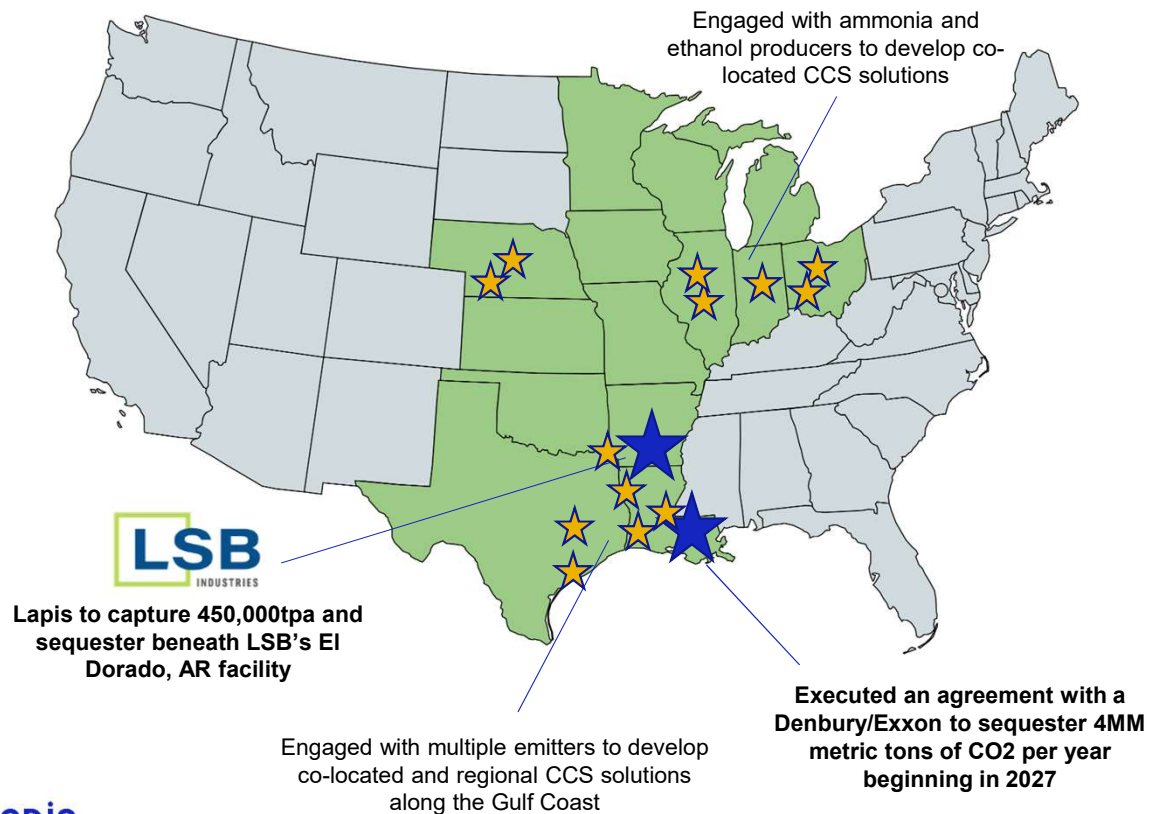 Engaged with ammonia and
ethanol producers to develop co-
located CCS solutions
LSB
INDUSTRIES
Lapis to capture 450,000tpa and
sequester beneath LSB's El
Dorado, AR facility
Executed an agreement with a
Denbury/Exxon to sequester 4MM
metric tons of CO2 per year
beginning in 2027
Engaged with multiple emitters to develop
co-located and regional CCS solutions
along the Gulf Coast